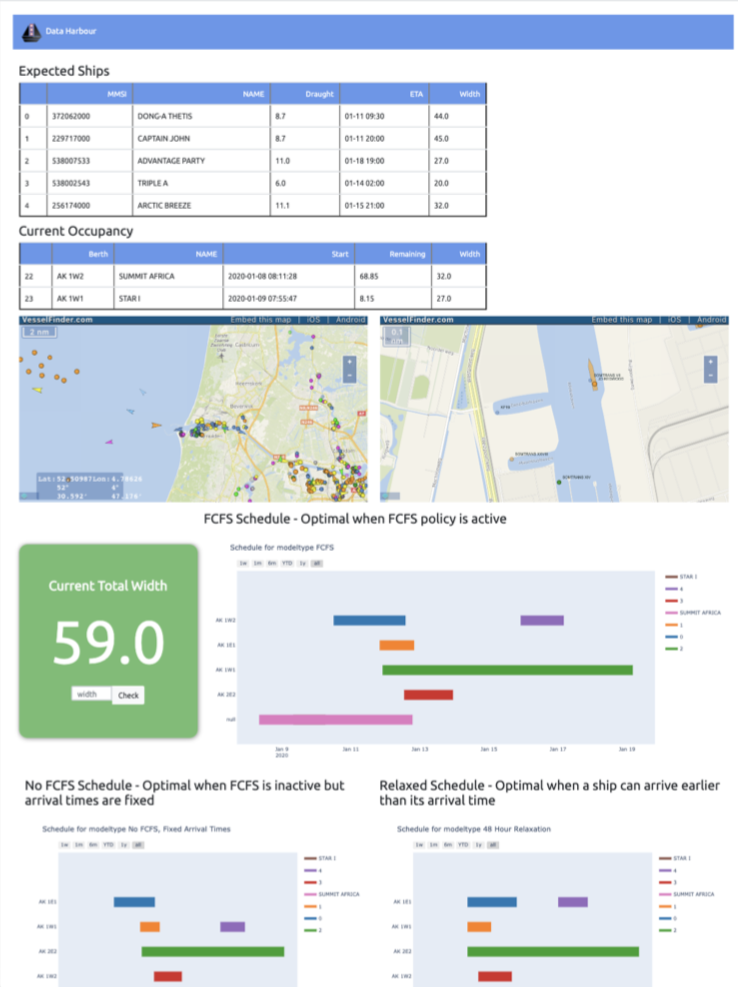 Data Harbour
Expected Ships
MMSI NAME Draught ETA Width
0 372062000 DONG-A THETIS 8.7 01-11 09:30 44.0
1 229717000 CAPTAIN JOHN 8.7 01-11 20:00 45.0
2 538007533 ADVANTAGE PARTY 11.0 01-18 19:00 27.0
3 538002543 TRIPLE A 6.0 01-14 02:00 20.0
4 256174000 ARCTIC BREEZE 11.1 01-15 21:00 32.0
Current Occupancy
Berth NAME Start Remaining Width
22 AK 1W2 SUMMIT AFRICA 2020-01-08 08:11:28 68.85 32.0
23 AK 1W1 STAR I 2020-01-09 07:55:47 8.15 27.0
VesselFinder.com Embed this map | iOS | Android
2 nm
VesselFinder.com Embed this map | iOS | Android
0.1
FCFS Schedule - Optimal when FCFS policy is active
Current Total Width
59.0
width Check
Schedule for modeltype FCFS
1w 1m 6m YTD 1y all
AK 1W2
AK 1E1
AK 1W1
AK 2E2
null
Jan 9 Jan 11 Jan 13 Jan 15 Jan 17 Jan 19
2020
STAR I
4
3
SUMMIT AFRICA
1
0
2
No FCFS Schedule - Optimal when FCFS is inactive but
arrival times are fixed
Schedule for modeltype No FCFS, Fixed Arrival Times
1w 1m 6m YTD 1y all
AK 1E1
AK 1W1
AK 2E2
AK 1W2
STAR I
4
3
SUMMIT AFRICA
1
0
2
Relaxed Schedule - Optimal when a ship can arrive earlier
than its arrival time
Schedule for modeltype 48 Hour Relaxation
1w 1m 6m YTD 1y all
AK 1E1
AK 1W1
AK 2E2
AK 1W2
STAR I
4
3
SUMMIT AFRICA
1
0
2